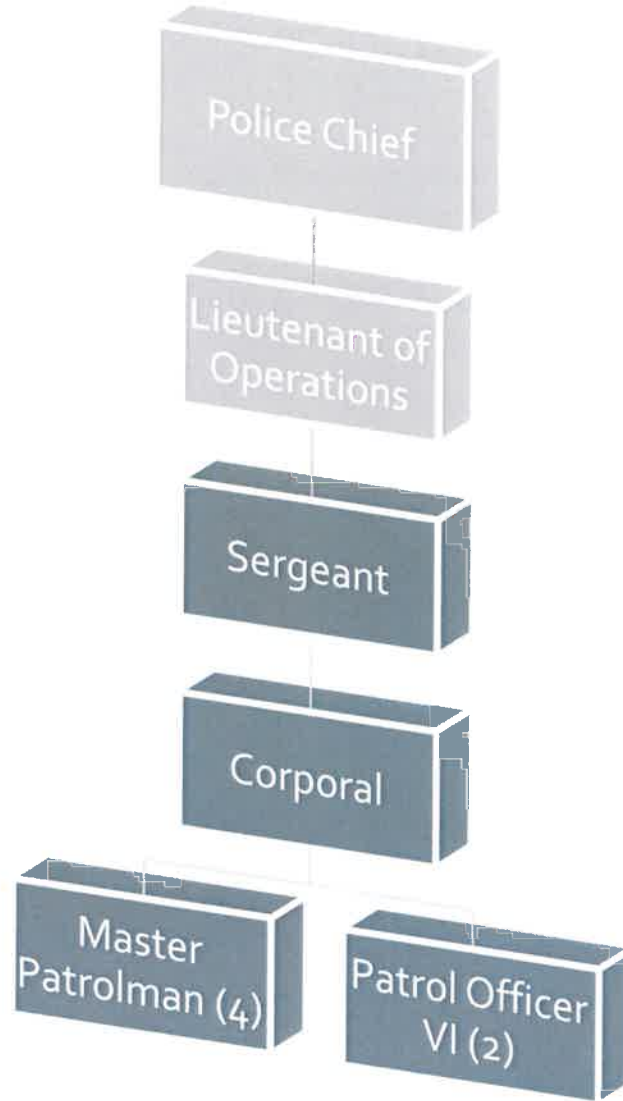 Police Chief
Lieutenant of
Operations
Sergeant
Corporal
Master
Patrolman (4)
Patrol Officer
VI (2)